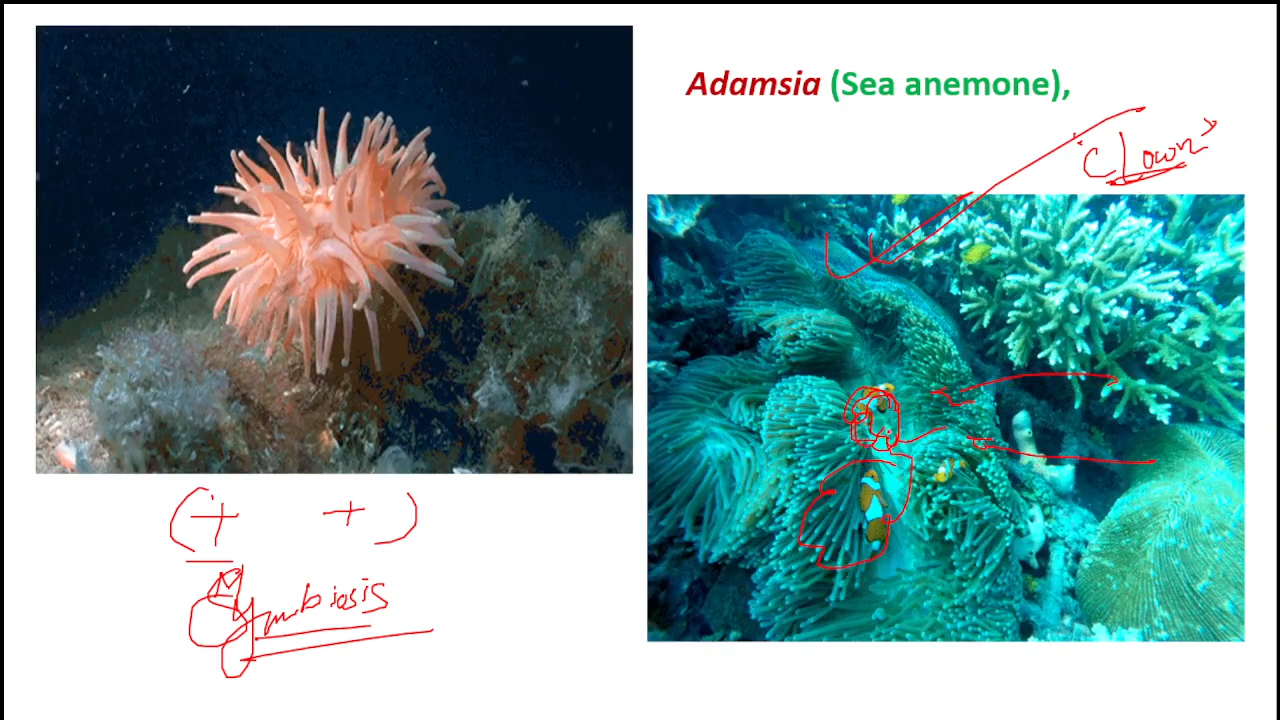 Adamsia (Sea anemone),
"Clown"
(+ +)
Symbiosis